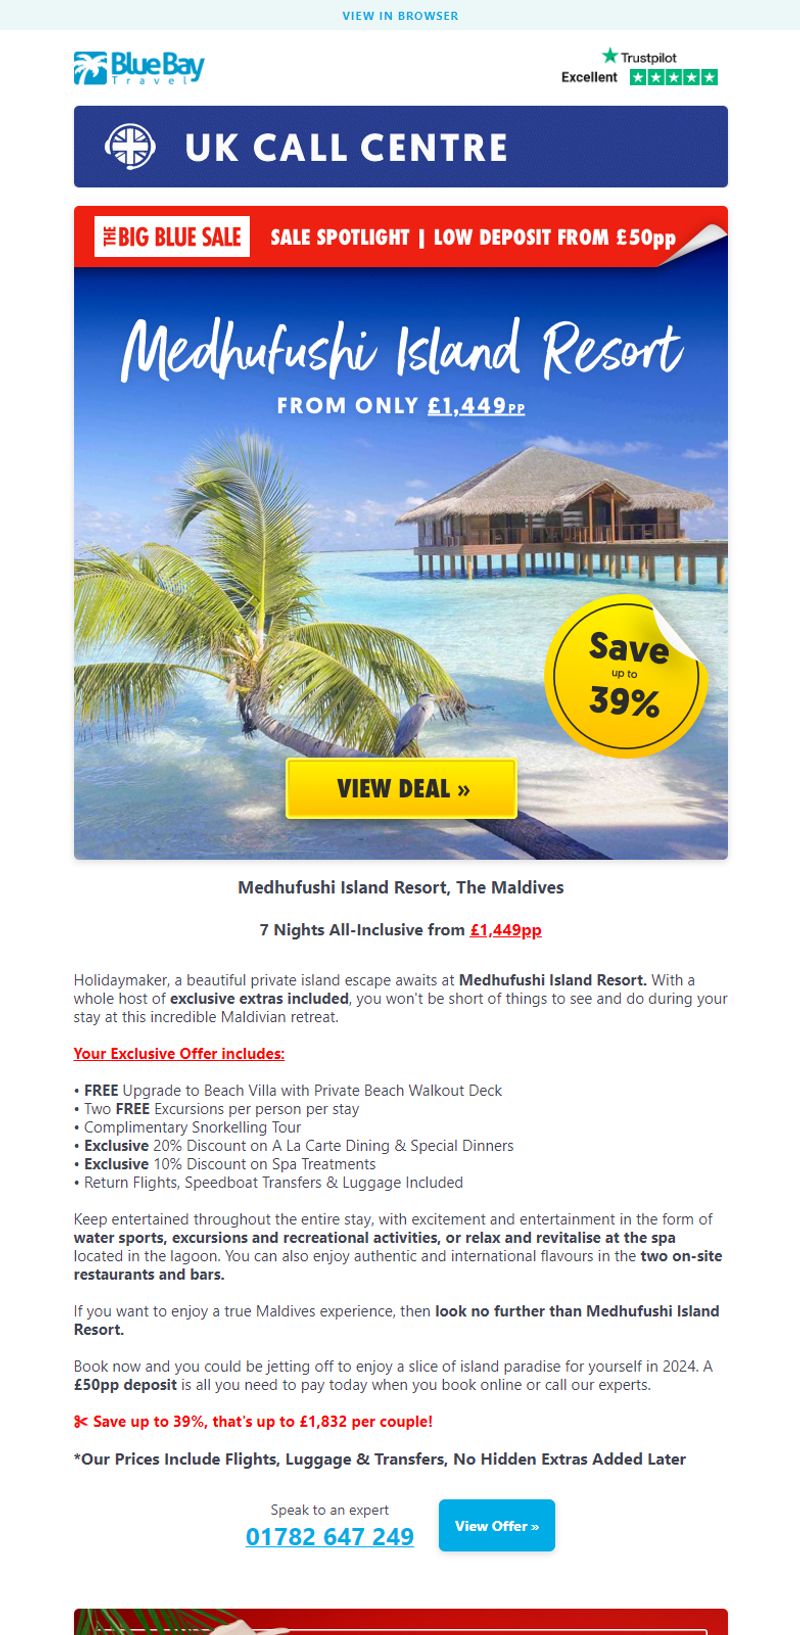 VIEW IN BROWSER
Blue Bay
Travel
Trustpilot
Excellent
UK CALL CENTRE
THE BIG BLUE SALE
SALE SPOTLIGHT | LOW DEPOSIT FROM £50pp
Medhufushi Island Resort
FROM ONLY £1,449PP
Save
up to
39%
VIEW DEAL »
Medhufushi Island Resort, The Maldives
7 Nights All-Inclusive from £1,449pp
Holidaymaker, a beautiful private island escape awaits at Medhufushi Island Resort. With a
whole host of exclusive extras included, you won't be short of things to see and do during your
stay at this incredible Maldivian retreat.
Your Exclusive Offer includes:
• FREE Upgrade to Beach Villa with Private Beach Walkout Deck
• Two FREE Excursions per person per stay
• Complimentary Snorkelling Tour
• Exclusive 20% Discount on A La Carte Dining & Special Dinners
• Exclusive 10% Discount on Spa Treatments
• Return Flights, Speedboat Transfers & Luggage Included
Keep entertained throughout the entire stay, with excitement and entertainment in the form of
water sports, excursions and recreational activities, or relax and revitalise at the spa
located in the lagoon. You can also enjoy authentic and international flavours in the two on-site
restaurants and bars.
If you want to enjoy a true Maldives experience, then look no further than Medhufushi Island
Resort.
Book now and you could be jetting off to enjoy a slice of island paradise for yourself in 2024. A
£50pp deposit is all you need to pay today when you book online or call our experts.
✂ Save up to 39%, that's up to £1,832 per couple!
*Our Prices Include Flights, Luggage & Transfers, No Hidden Extras Added Later
Speak to an expert
01782 647 249
View Offer »